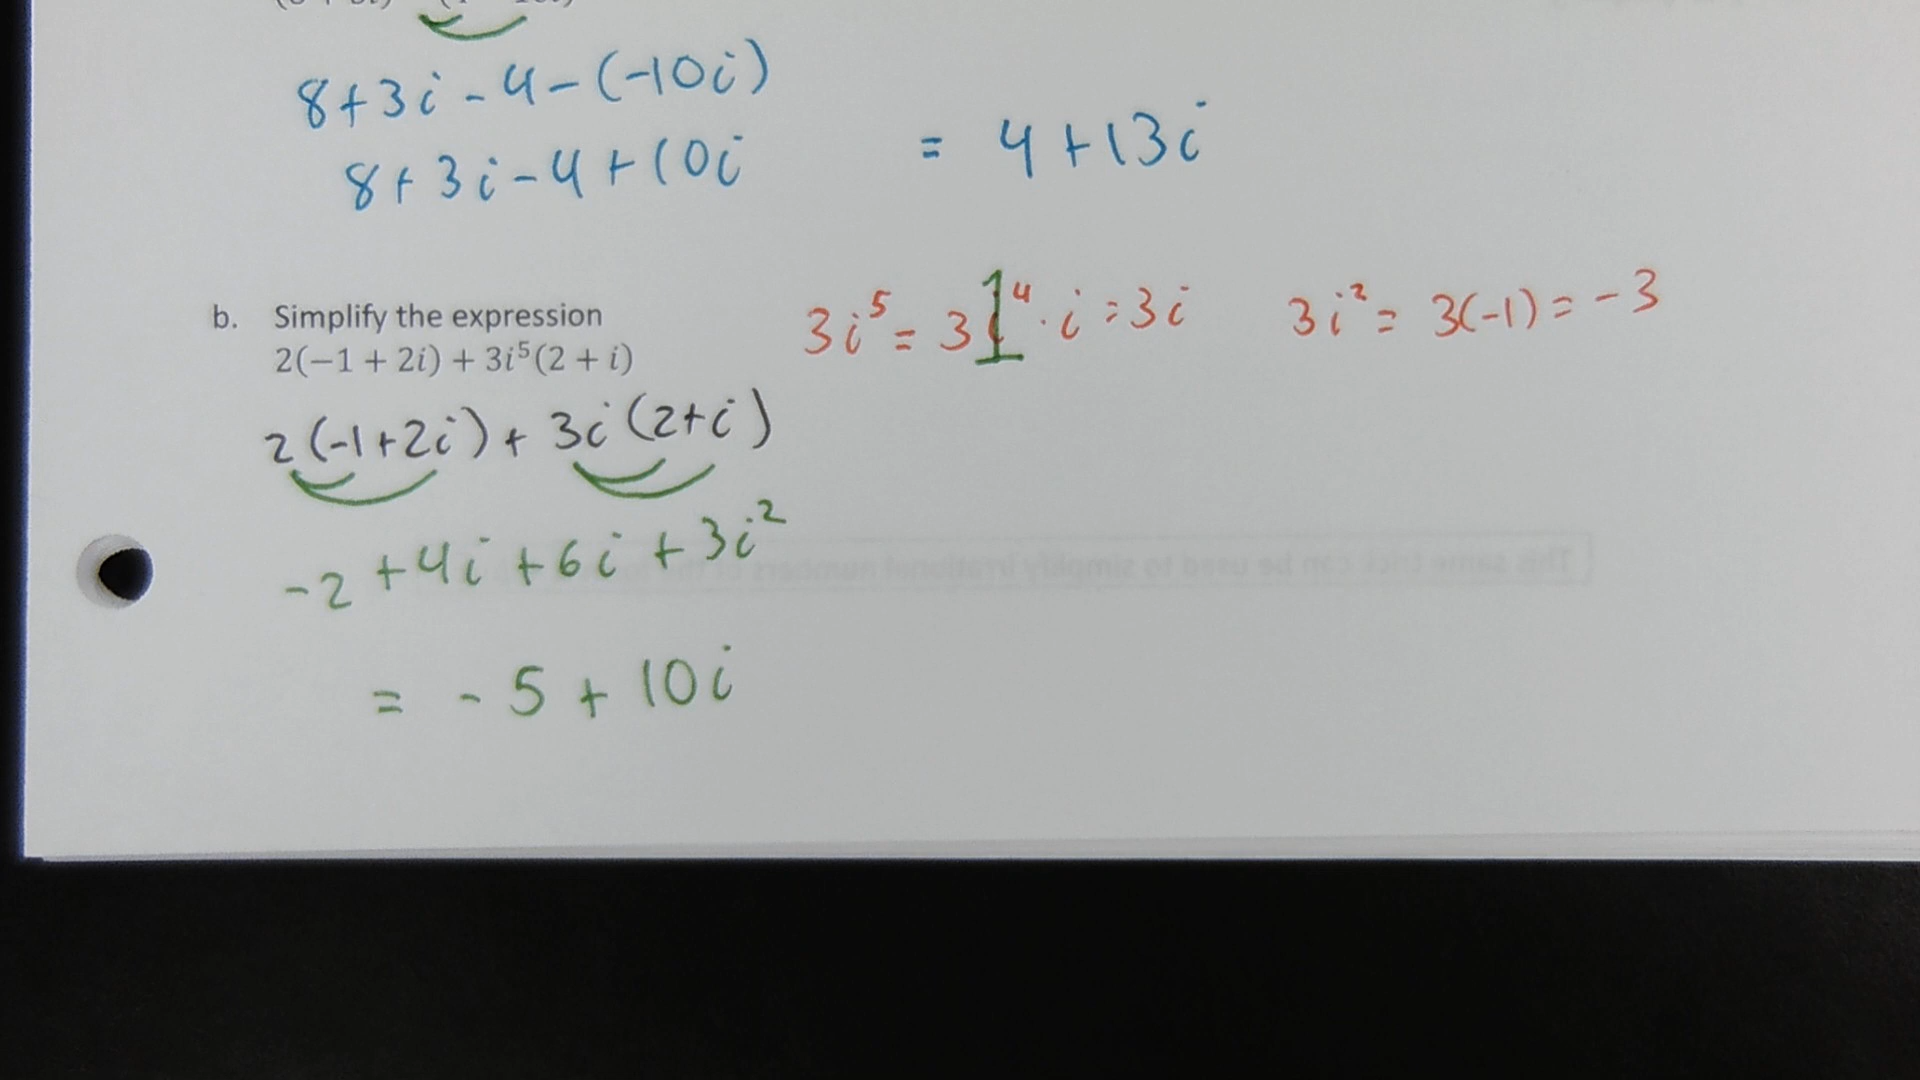 8+3i-4-(-10i)
8+3i-4+10i = 4+13i
b. Simplify the expression
2(−1 + 2i) + 3i⁵(2 + i)
3i⁵ = 3 1⁴·i = 3i 3i² = 3(-1) = -3
2(-1+2i)+3i(2+i)
-2+4i+6i+3i²
= -5+10i